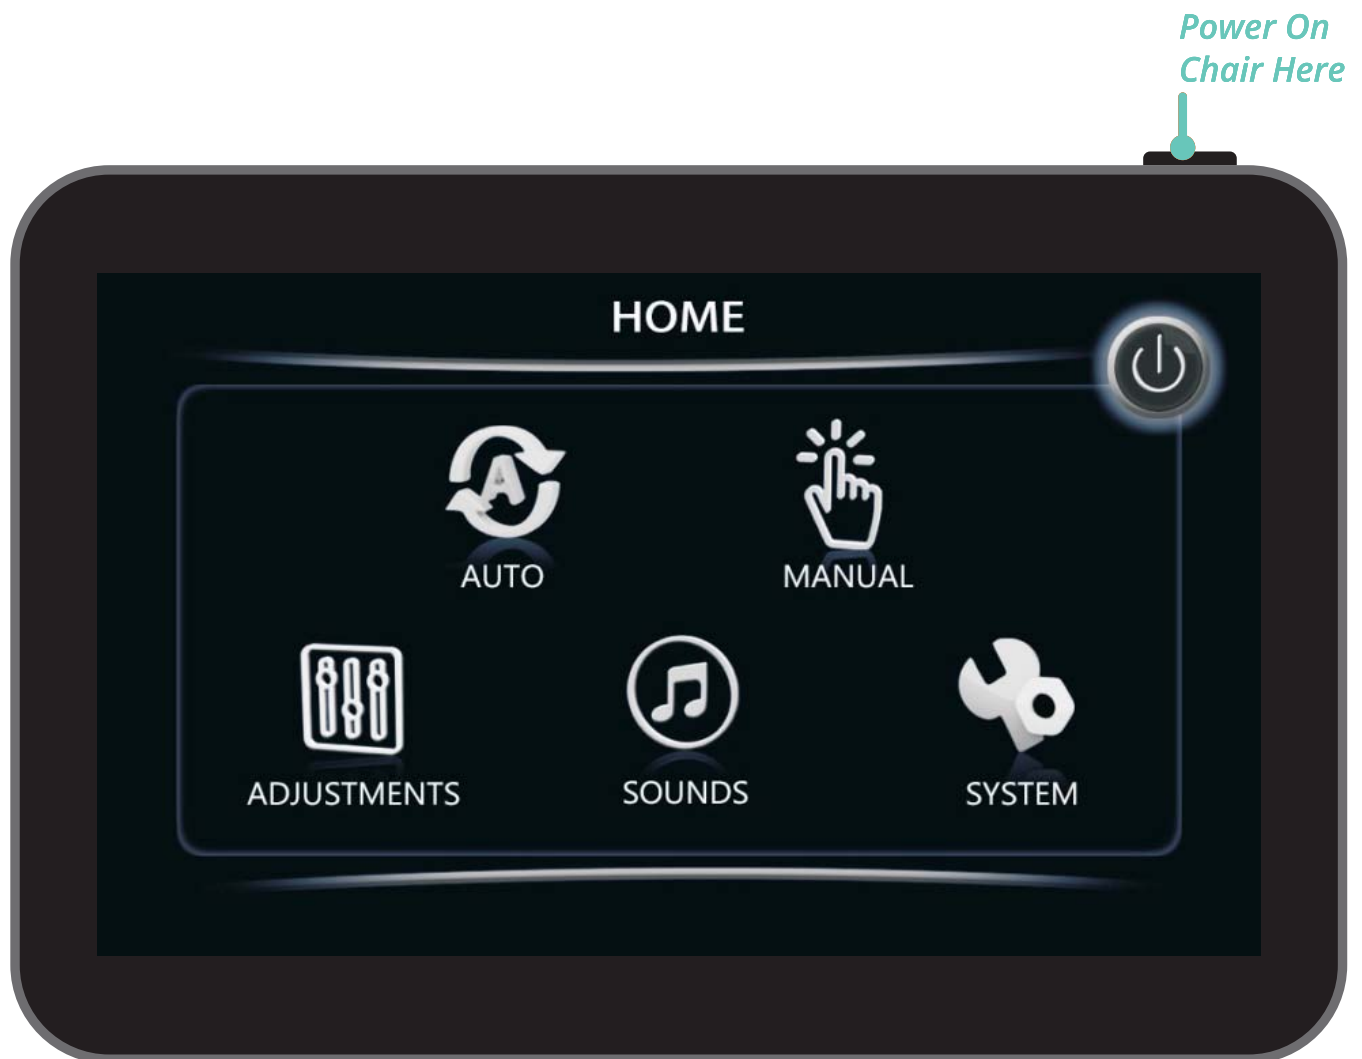 Power On
Chair Here
HOME
AUTO
MANUAL
ADJUSTMENTS
SOUNDS
SYSTEM